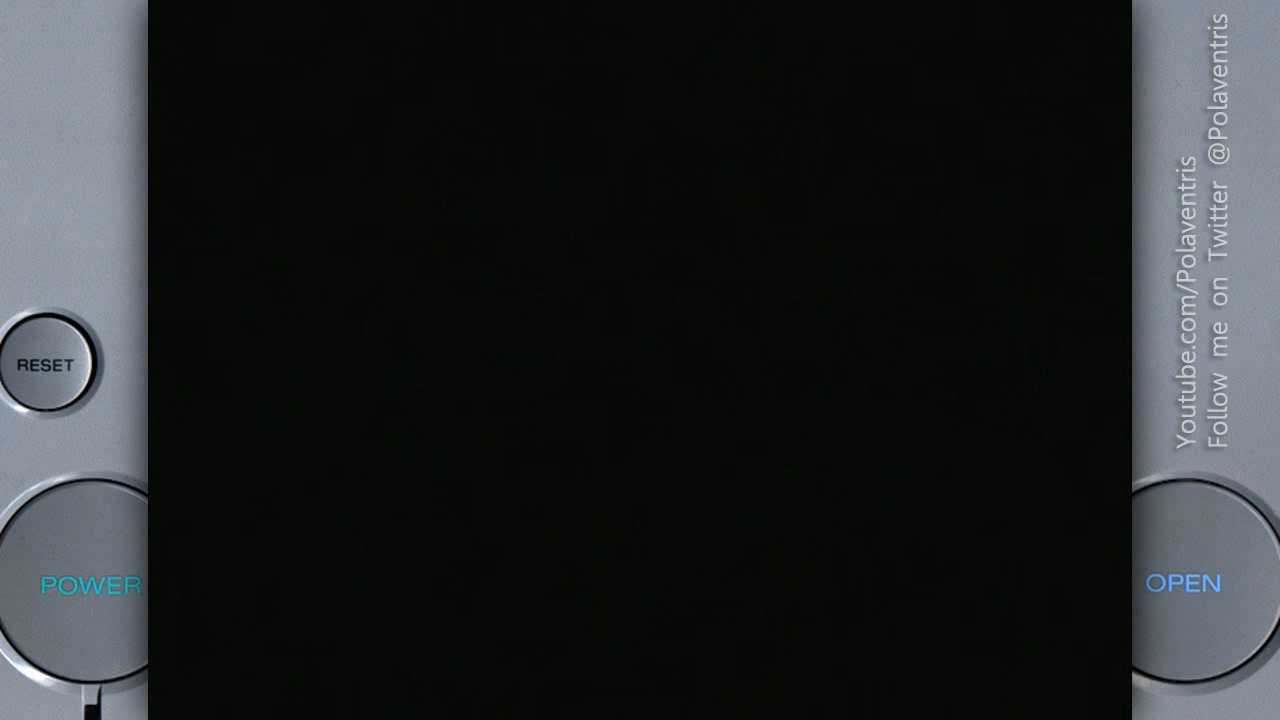 RESET
POWER
Youtube.com/Polaventris
Follow me on Twitter @Polaventris
OPEN